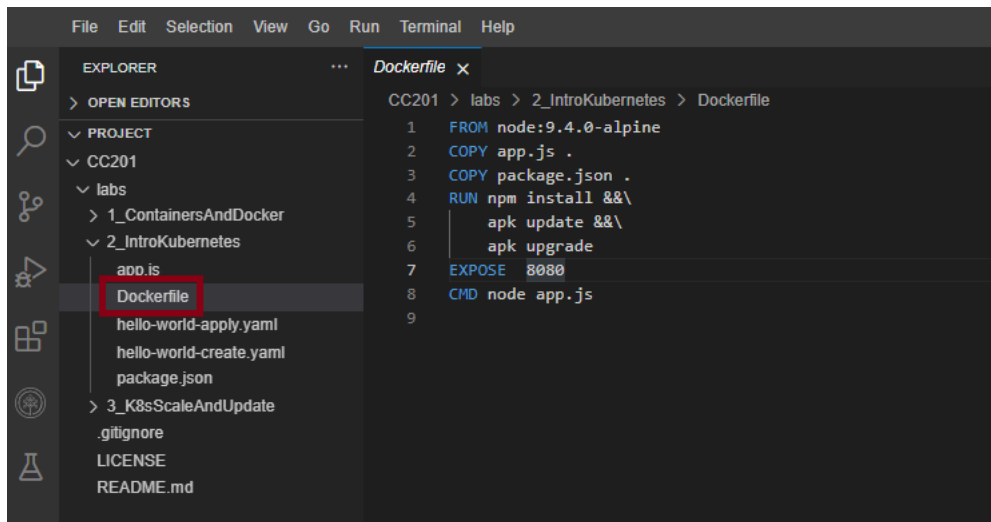 File Edit Selection View Go Run Terminal Help
EXPLORER ···
> OPEN EDITORS
PROJECT
CC201
labs
> 1_ContainersAndDocker
2_IntroKubernetes
app.js
Dockerfile
hello-world-apply.yaml
hello-world-create.yaml
package.json
> 3_K8sScaleAndUpdate
.gitignore
LICENSE
README.md
Dockerfile ×
CC201 > labs > 2_IntroKubernetes > Dockerfile
1 FROM node:9.4.0-alpine
2 COPY app.js .
3 COPY package.json .
4 RUN npm install &&\
5 apk update &&\
6 apk upgrade
7 EXPOSE  8080
8 CMD node app.js
9